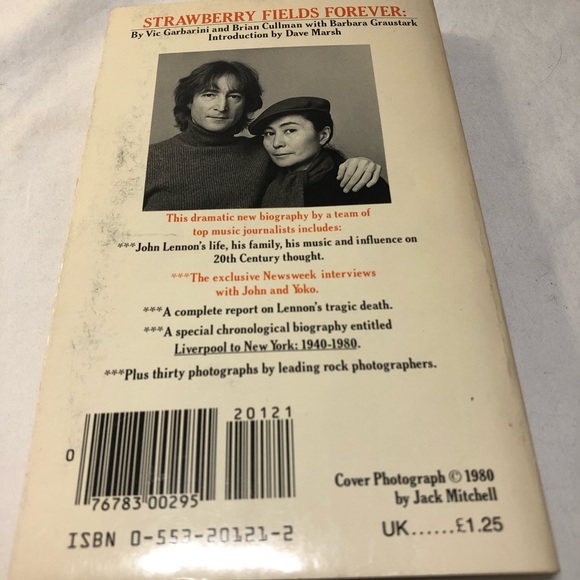 STRAWBERRY FIELDS FOREVER:
By Vic Garbarini and Brian Cullman with Barbara Graustark
Introduction by Dave Marsh
This dramatic new biography by a team of
top music journalists includes:
***John Lennon's life, his family, his music and influence on
20th Century thought.
***The exclusive Newsweek interviews
with John and Yoko.
***A complete report on Lennon's tragic death.
***A special chronological biography entitled
Liverpool to New York: 1940-1980.
***Plus thirty photographs by leading rock photographers.
20121
0
76783 00295
Cover Photograph © 1980
by Jack Mitchell
ISBN 0-553-20121-2
UK......£1.25